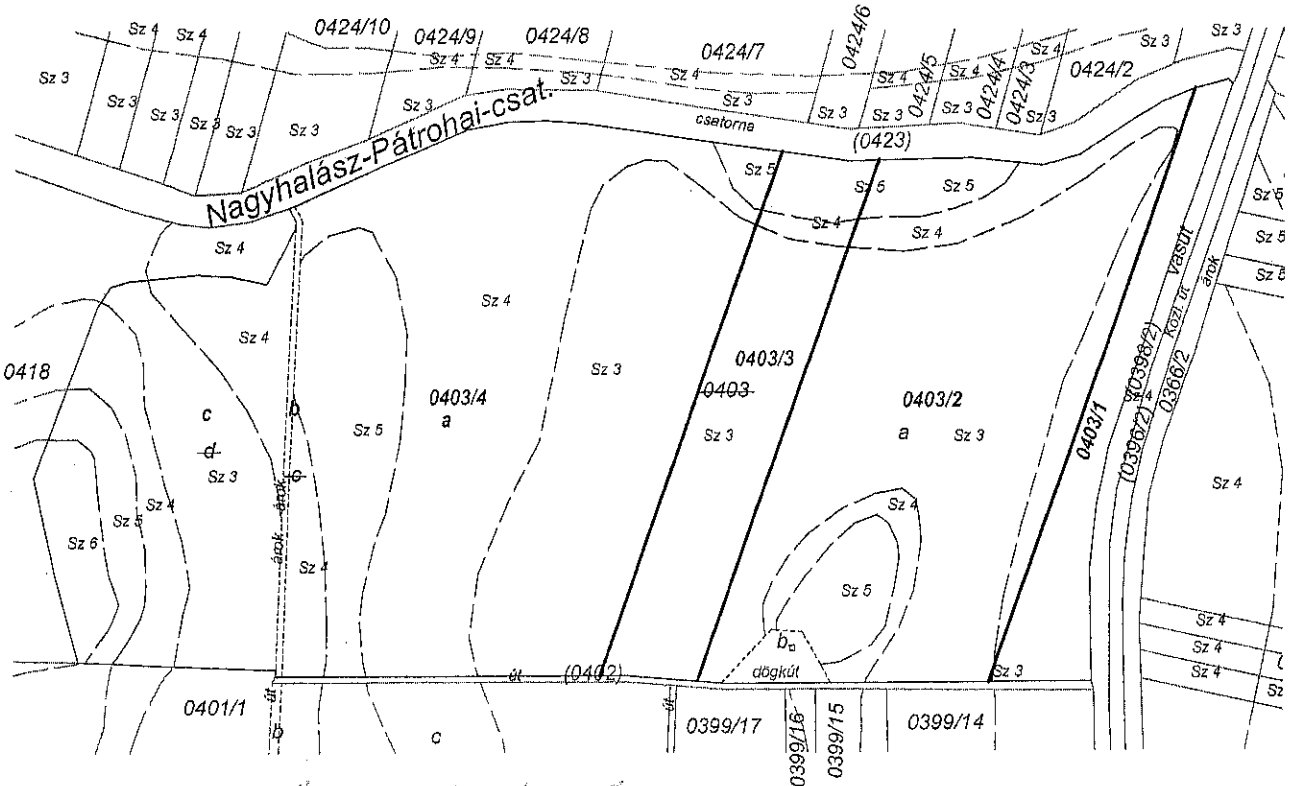 Sz 4
Sz 4
0424/10
0424/9
0424/8
0424/7
0424/6
Sz 4
Sz 3
Sz 3
Sz 4
Sz 4
Sz 4
Sz 4
Sz 4
0424/5
0424/4
0424/3
0424/2
Sz 3
Sz 3
Sz 3
Sz 3
Sz 3
Sz 3
Sz 3
Sz 3
Sz 3
Sz 3
Sz 3
Sz 3
Sz 3
Sz 3
Nagyhalász-Pátrohai-csat.
csatorna
(0423)
Sz 5
Sz 5
Sz 5
Sz 4
Sz 4
Sz 4
Sz 5
Sz 5
Sz 5
vasút
Közl. út
árok
Sz 4
Sz 4
Sz 3
0403/3
0403
0418
0403/4
a
0403/2
a
Sz 3
Sz 3
0403/1
(0398/2)
(0396/2)
0366/2
Sz 4
c
d
b
c
Sz 5
Sz 3
Sz 4
Sz 5
Sz 6
árok
árok
Sz 4
Sz 4
Sz 5
Sz 4
Sz 4
Sz 4
Sz 4
Sz
b
dögkút
Sz 3
út
(0402)
0401/1
út
b
c
út
0399/17
0399/16
0399/15
0399/14